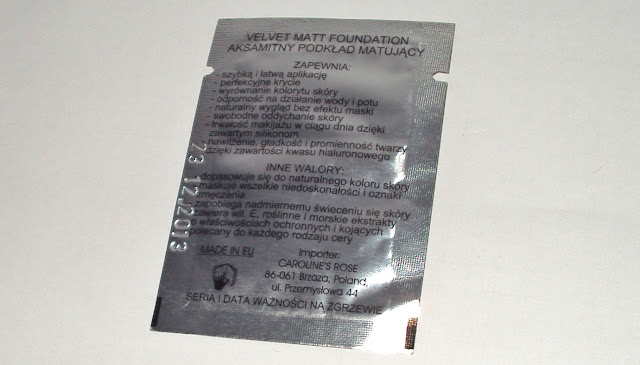 VELVET MATT FOUNDATION
AKSAMITNY PODKŁAD MATUJĄCY
ZAPEWNIA:
- szybką i łatwą aplikację
- perfekcyjne krycie
- wyrównanie kolorytu skóry
- odporność na działanie wody i potu
- naturalny wygląd bez efektu maski
- swobodne oddychanie skóry
- trwałość makijażu w ciągu dnia dzięki
zawartym silikonom
- nawilżenie, gładkość i promienność twarzy
dzięki zawartości kwasu hialuronowego
INNE WALORY:
- dopasowuje się do naturalnego koloru skóry
- maskuje wszelkie niedoskonałości i oznaki
zmęczenia
- zapobiega nadmiernemu świeceniu się skóry
- zawiera wit. E, roślinne i morskie ekstrakty
o właściwościach ochronnych i kojących
- polecany do każdego rodzaju cery
MADE IN EU
Importer:
CAROLINE'S ROSE
86-061 Brzoza, Poland,
ul. Przemysłowa 44
SERIA I DATA WAŻNOŚCI NA ZGRZEWIE
23 12.2013